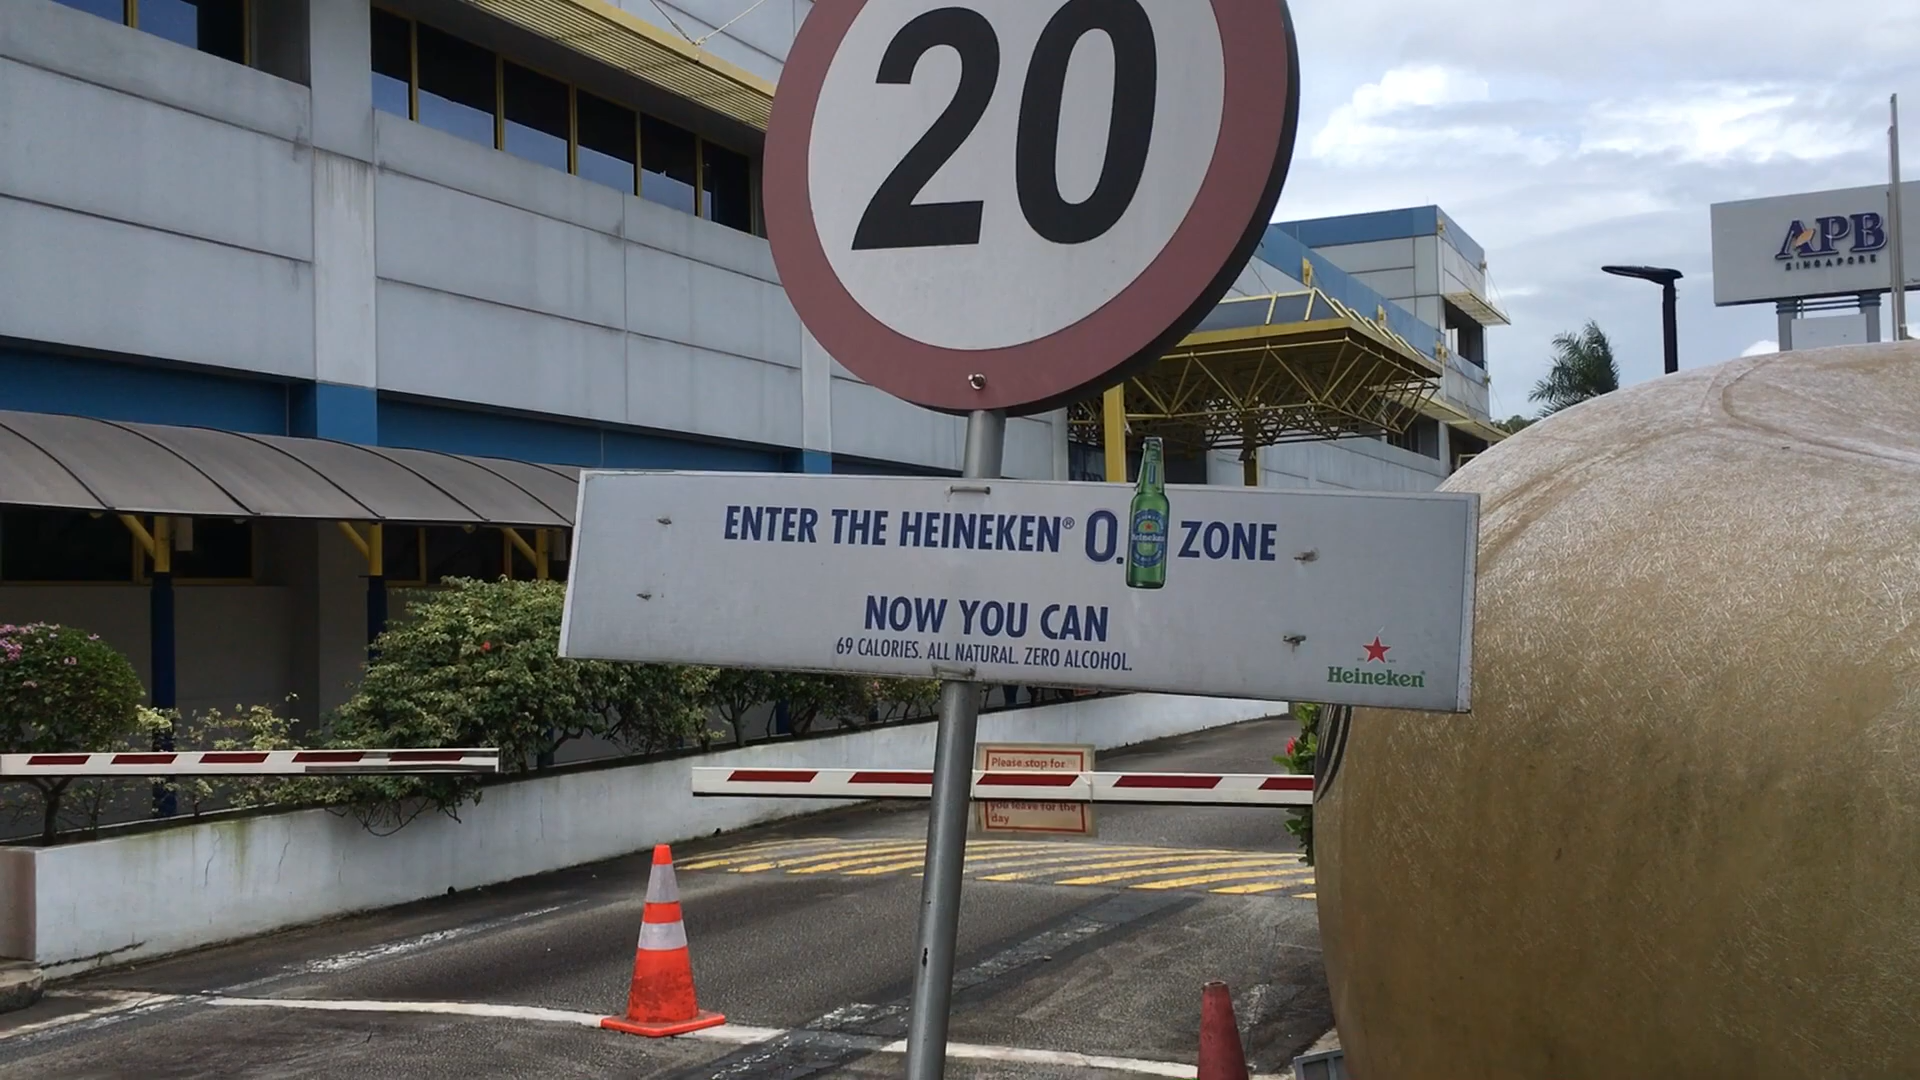 20
APB
SINGAPORE
ENTER THE HEINEKEN® 0. ZONE
Heineken
NOW YOU CAN
69 CALORIES. ALL NATURAL. ZERO ALCOHOL.
Heineken
Please stop for
you leave for the
day